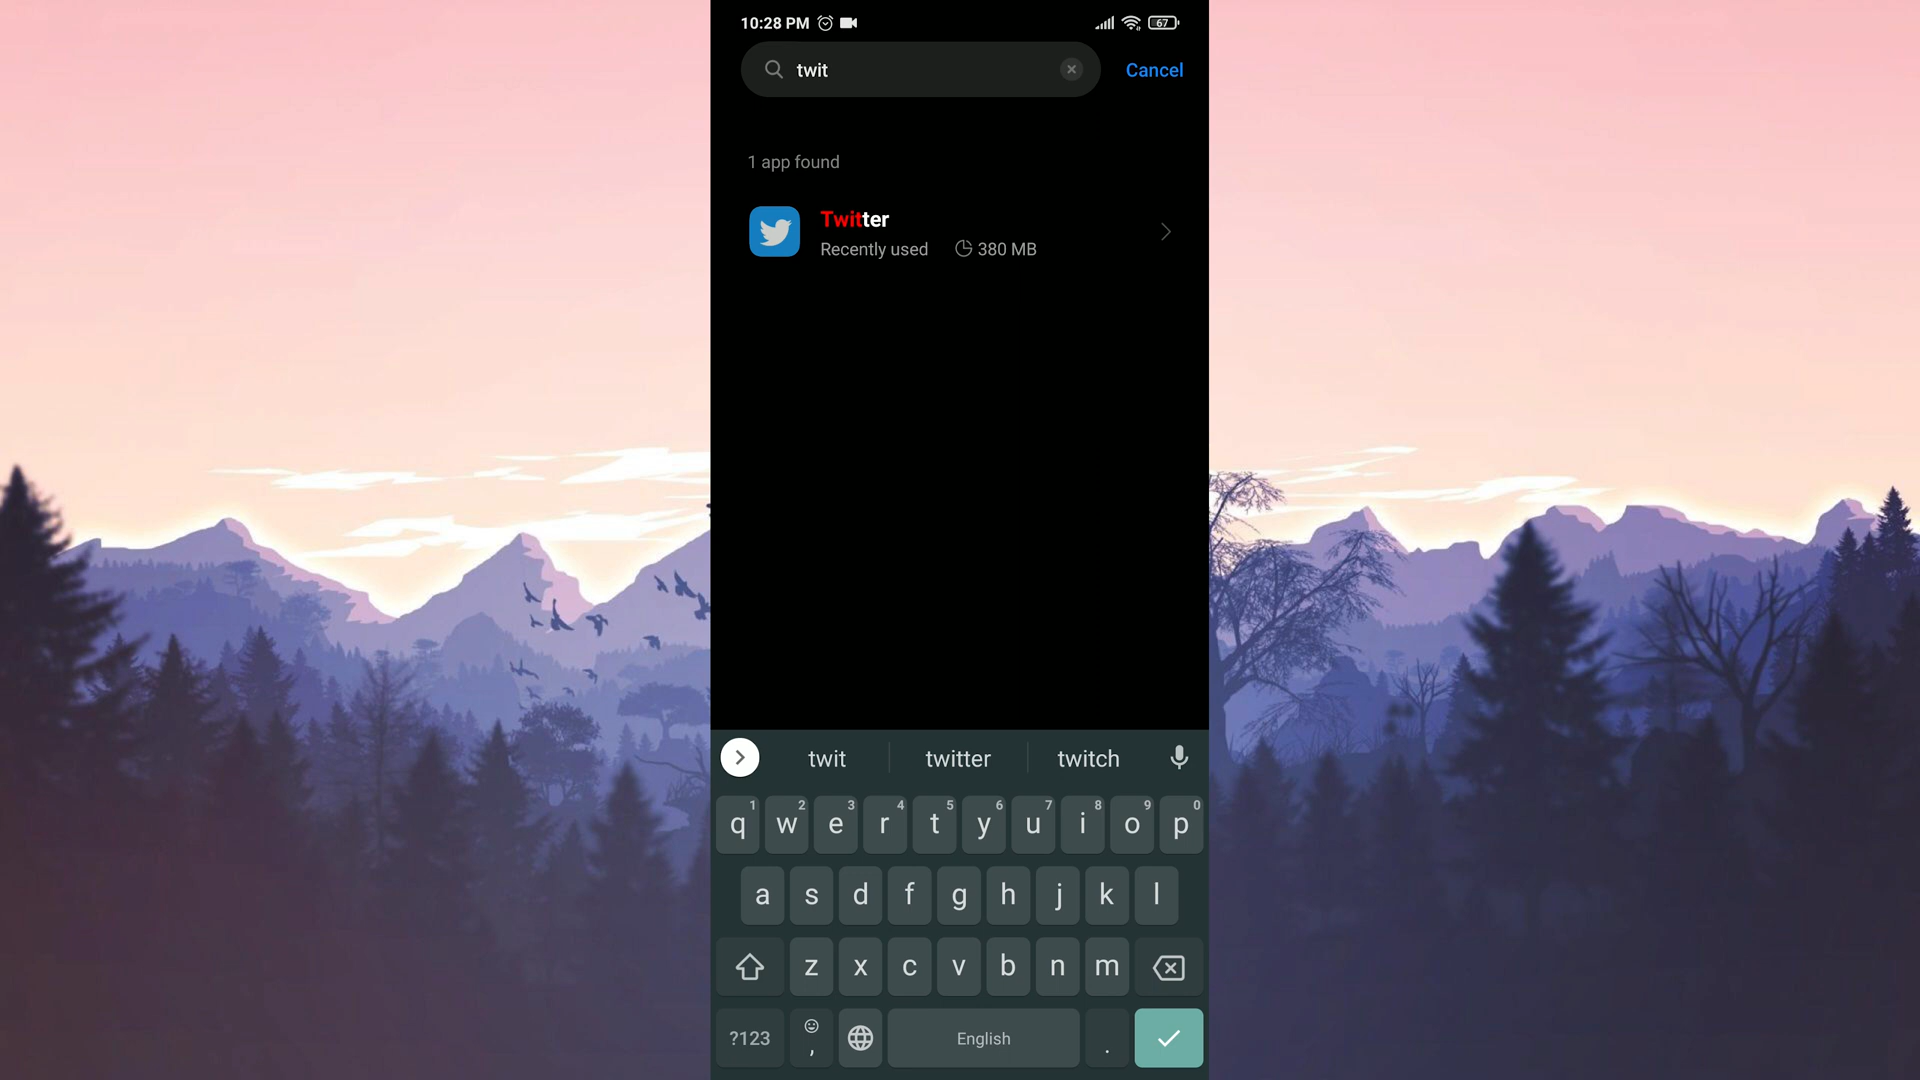 10:28 PM 67
twit Cancel
1 app found
Twitter
Recently used 380 MB
twit twitter twitch
1 2 3 4 5 6 7 8 9 0
q w e r t y u i o p
a s d f g h j k l
z x c v b n m
?123 , English .